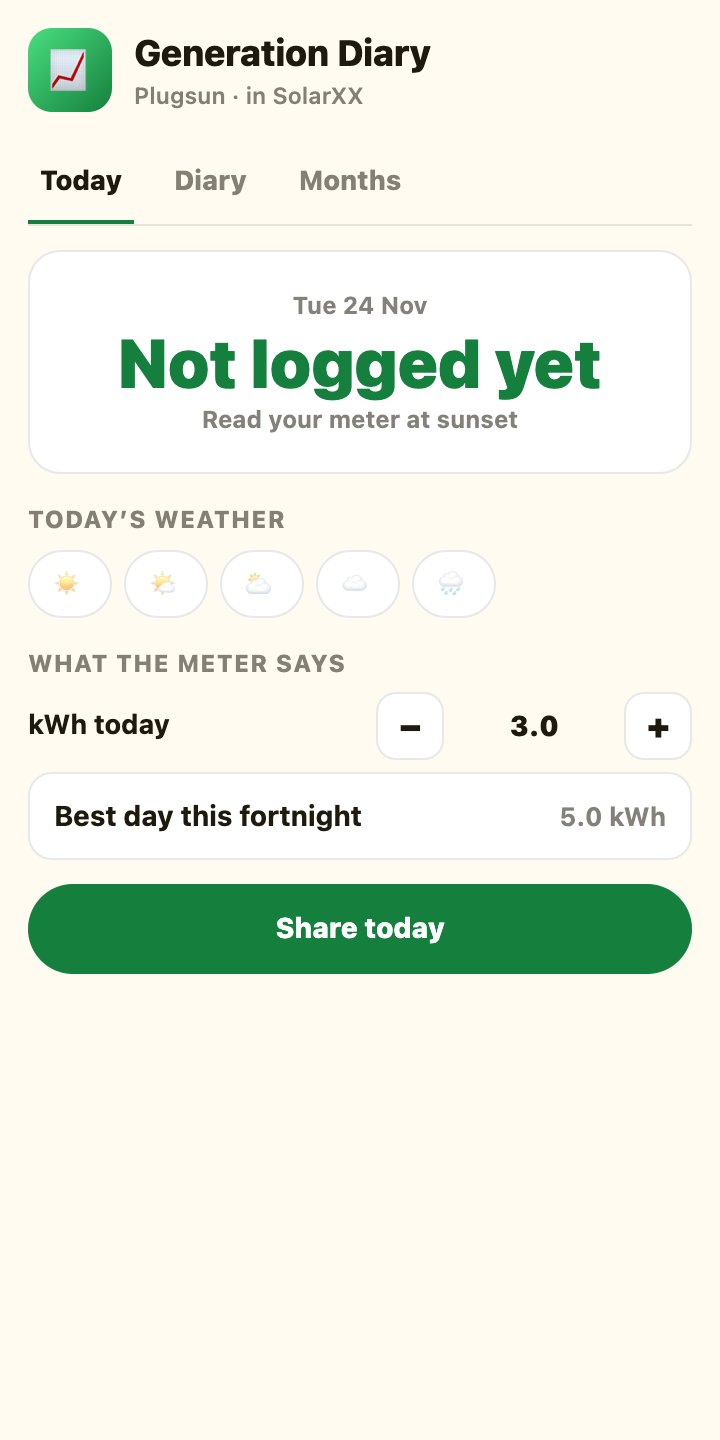 Generation Diary
Plugsun · in SolarXX
Today Diary Months
Tue 24 Nov
Not logged yet
Read your meter at sunset
TODAY’S WEATHER
WHAT THE METER SAYS
kWh today − 3.0 +
Best day this fortnight 5.0 kWh
Share today